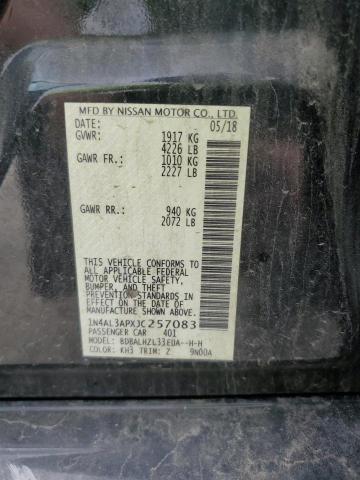 MFD BY NISSAN MOTOR CO., LTD.
05/18
GVWR: 1917 KG
4226 LB
GAWR FR.: 1010 KG
2227 LB
GAWR RR.: 940 KG
2072 LB
THIS VEHICLE CONFORMS TO
ALL APPLICABLE FEDERAL
MOTOR VEHICLE SAFETY,
BUMPER, AND THEFT
PREVENTION STANDARDS
IN EFFECT ON THE DATE OF
MANUFACTURE SHOWN ABOVE.
1N4AL3APXJC257083
PASSENGER CAR 401
MODEL: BDBALHZL33EDA--H-H
COLOR: KH3 TRIM: Z 9N00A